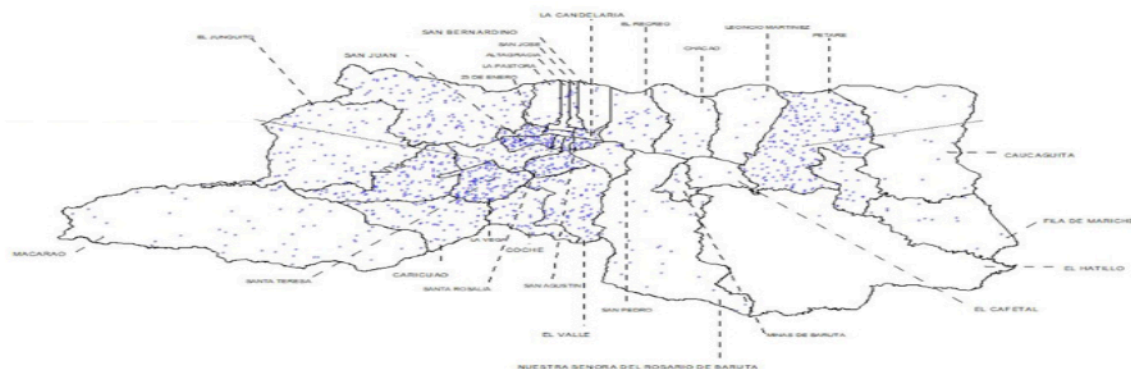 LA CANDELARIA
EL RECREO
LEONCIO MARTINEZ
PETARE
SAN BERNARDINO
EL JUNQUITO
SAN JOSE
CHACAO
ALTAGRACIA
SAN JUAN
LA PASTORA
23 DE ENERO
CAUCAGUITA
FILA DE MARICHE
LA VEGA
MACARAO
COCHE
EL HATILLO
CARICUAO
SANTA TERESA
SANTA ROSALIA
SAN AGUSTIN
SAN PEDRO
EL CAFETAL
EL VALLE
MINAS DE BARUTA
NUESTRA SENORA DEL ROSARIO DE BARUTA